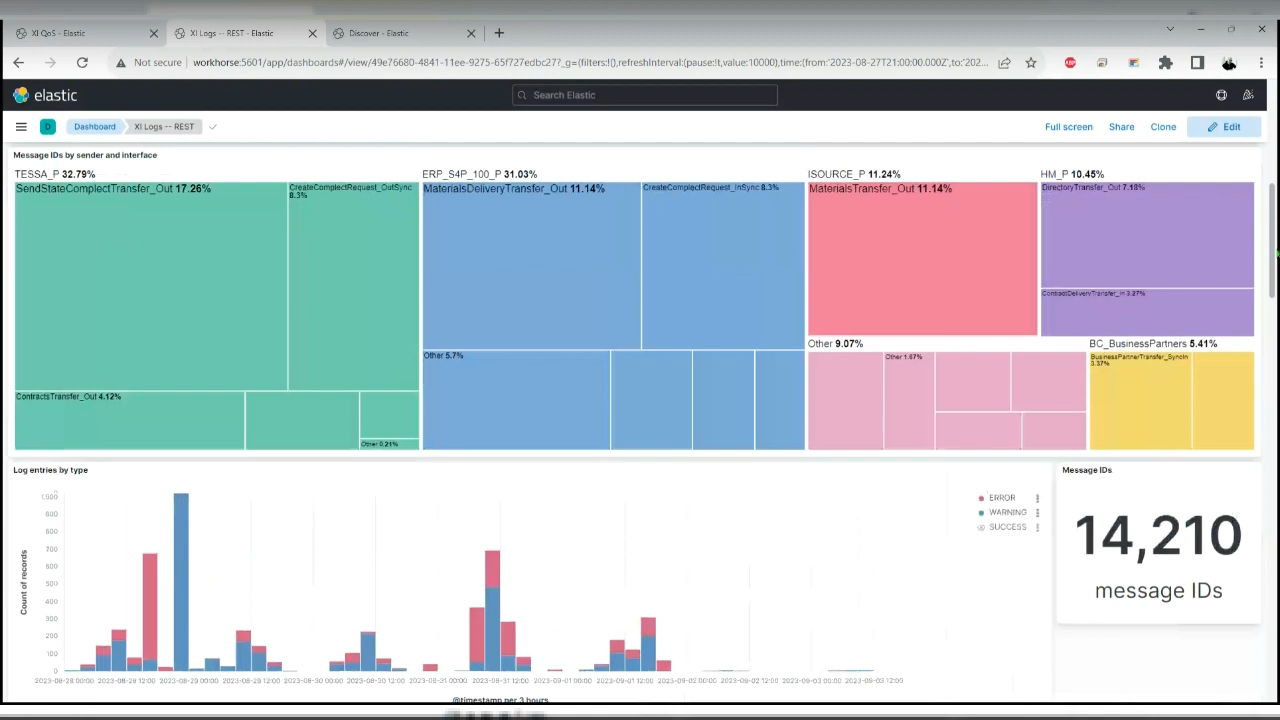 XI QoS - Elastic
XI Logs -- REST - Elastic
Discover - Elastic
Not secure
workhorse:5601/app/dashboards#/view/49e76680-4841-11ee-9275-65f727edbc27?_g=(filters:!(),refreshInterval:(pause:!t,value:10000),time:(from:'2023-08-27T21:00:00.000Z',to:'202...
elastic
Search Elastic
D
Dashboard
XI Logs -- REST
Full screen
Share
Clone
Edit
Message IDs by sender and interface
TESSA_P 32.79%
ERP_S4P_100_P 31.03%
ISOURCE_P 11.24%
HM_P 10.45%
SendStateComplectTransfer_Out 17.26%
CreateComplectRequest_OutSync
8.3%
MaterialsDeliveryTransfer_Out 11.14%
CreateComplectRequest_InSync 8.3%
MaterialsTransfer_Out 11.14%
DirectoryTransfer_Out 7.18%
ContractDeliveryTransfer_In 3.27%
Other 9.07%
BC_BusinessPartners 5.41%
Other 5.7%
Other 1.67%
BusinessPartnerTransfer_SyncIn
3.37%
ContractsTransfer_Out 4.12%
Other 0.21%
Log entries by type
Message IDs
ERROR
WARNING
SUCCESS
14,210
message IDs
Count of records
800
700
600
500
400
300
200
100
0
2023-08-28 00:00
2023-08-28 12:00
2023-08-29 00:00
2023-08-29 12:00
2023-08-30 00:00
2023-08-30 12:00
2023-08-31 00:00
2023-08-31 12:00
2023-09-01 00:00
2023-09-01 12:00
2023-09-02 00:00
2023-09-02 12:00
2023-09-03 00:00
2023-09-03 12:00
@timestamp per 3 hours